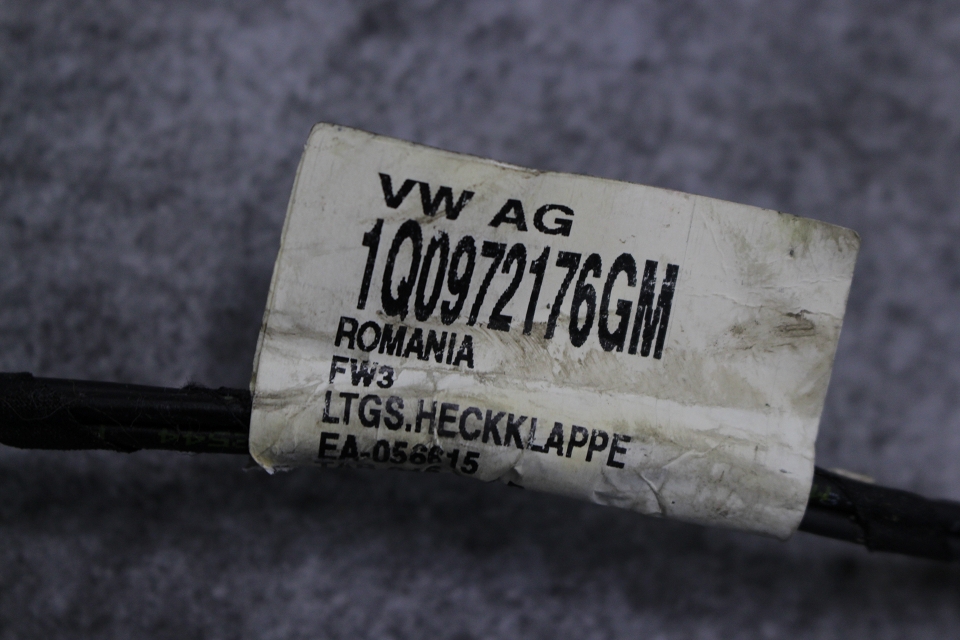 VW AG
1Q0972176GM
ROMANIA
FW3
LTGS.HECKKLAPPE
EA-056615